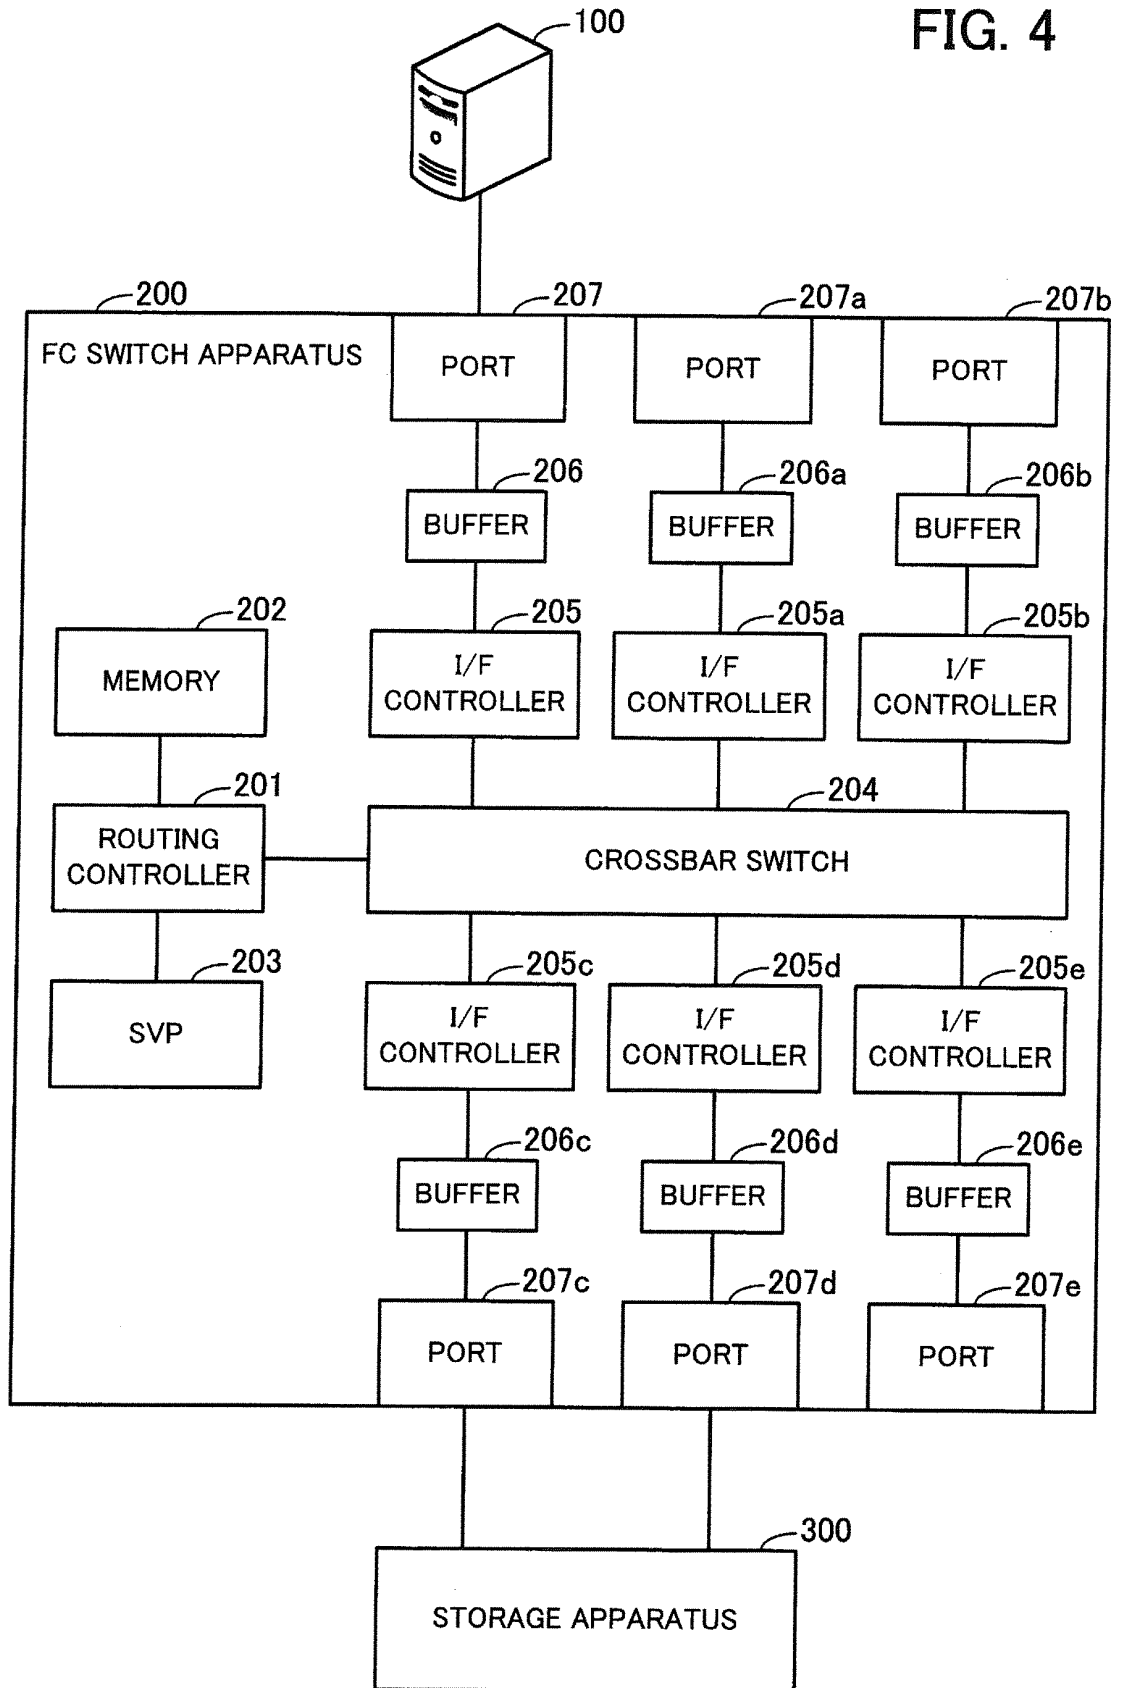 FIG. 4
100
200
207
207a
207b
FC SWITCH APPARATUS
PORT
PORT
PORT
206
206a
206b
BUFFER
BUFFER
BUFFER
202
205
205a
205b
MEMORY
I/F
CONTROLLER
I/F
CONTROLLER
I/F
CONTROLLER
201
204
ROUTING
CONTROLLER
CROSSBAR SWITCH
203
205c
205d
205e
SVP
I/F
CONTROLLER
I/F
CONTROLLER
I/F
CONTROLLER
206c
206d
206e
BUFFER
BUFFER
BUFFER
207c
207d
207e
PORT
PORT
PORT
300
STORAGE APPARATUS